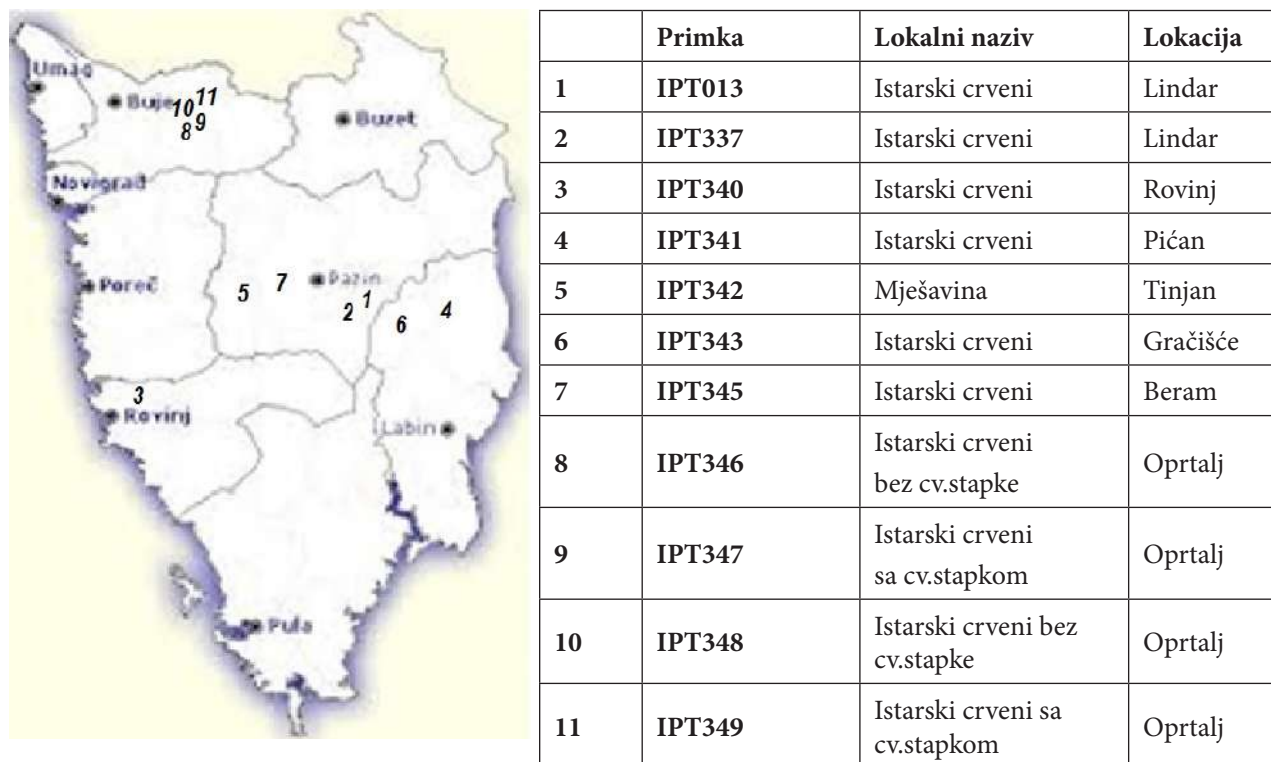 Umag
Buje
10 11
8 9
Buzet
Novigrad
Poreč
5 7 Pazin
2 1
6 4
3
Rovinj
Labin
Pula
Primka Lokalni naziv Lokacija
1 IPT013 Istarski crveni Lindar
2 IPT337 Istarski crveni Lindar
3 IPT340 Istarski crveni Rovinj
4 IPT341 Istarski crveni Pićan
5 IPT342 Mješavina Tinjan
6 IPT343 Istarski crveni Gračišće
7 IPT345 Istarski crveni Beram
8 IPT346 Istarski crveni
bez cv.stapke Oprtalj
9 IPT347 Istarski crveni
sa cv.stapkom Oprtalj
10 IPT348 Istarski crveni bez
cv.stapke Oprtalj
11 IPT349 Istarski crveni sa
cv.stapkom Oprtalj